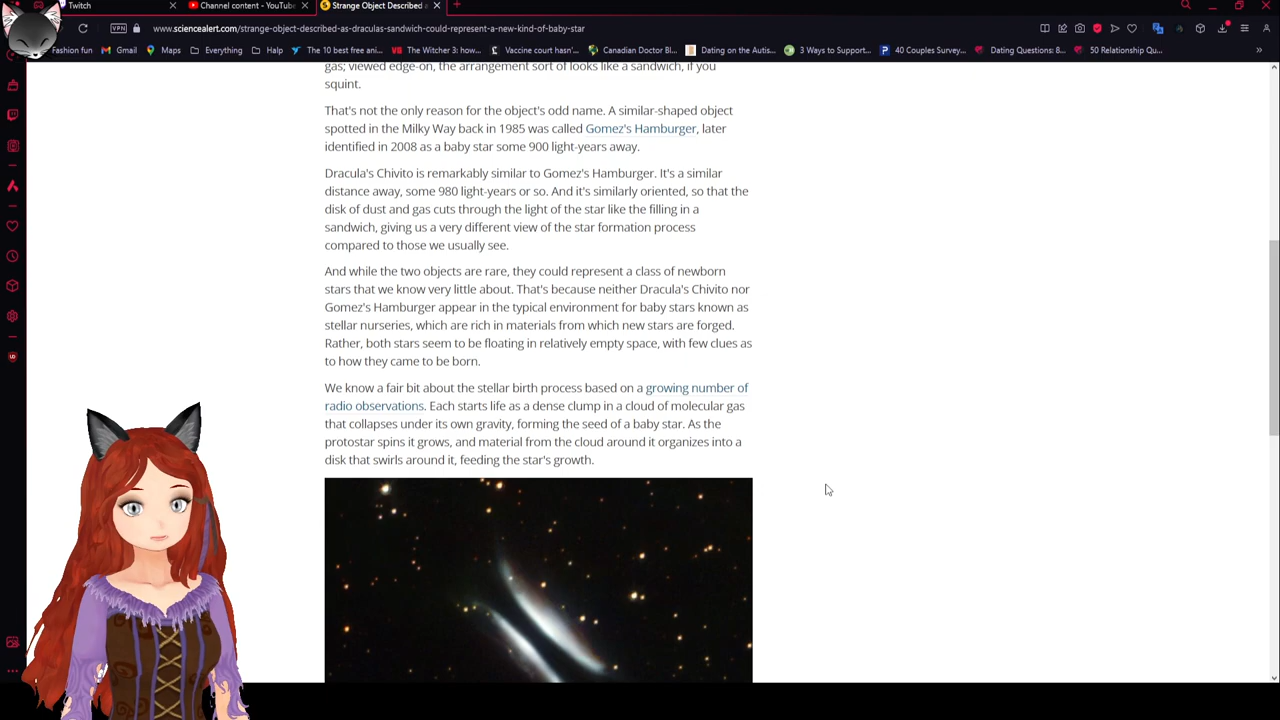 Twitch
Channel content - YouTube
Strange Object Described a
VPN
www.sciencealert.com/strange-object-described-as-draculas-sandwich-could-represent-a-new-kind-of-baby-star
Fashion fun
Gmail
Maps
Everything
Halp
The 10 best free ani...
The Witcher 3: how...
Vaccine court hasn'...
Canadian Doctor Bl...
Dating on the Autis...
3 Ways to Support...
40 Couples Survey...
Dating Questions: 8...
50 Relationship Qu...
gas; viewed edge-on, the arrangement sort of looks like a sandwich, if you
squint.
That's not the only reason for the object's odd name. A similar-shaped object
spotted in the Milky Way back in 1985 was called Gomez's Hamburger, later
identified in 2008 as a baby star some 900 light-years away.
Dracula's Chivito is remarkably similar to Gomez's Hamburger. It's a similar
distance away, some 980 light-years or so. And it's similarly oriented, so that the
disk of dust and gas cuts through the light of the star like the filling in a
sandwich, giving us a very different view of the star formation process
compared to those we usually see.
And while the two objects are rare, they could represent a class of newborn
stars that we know very little about. That's because neither Dracula's Chivito nor
Gomez's Hamburger appear in the typical environment for baby stars known as
stellar nurseries, which are rich in materials from which new stars are forged.
Rather, both stars seem to be floating in relatively empty space, with few clues as
to how they came to be born.
We know a fair bit about the stellar birth process based on a growing number of
radio observations. Each starts life as a dense clump in a cloud of molecular gas
that collapses under its own gravity, forming the seed of a baby star. As the
protostar spins it grows, and material from the cloud around it organizes into a
disk that swirls around it, feeding the star's growth.